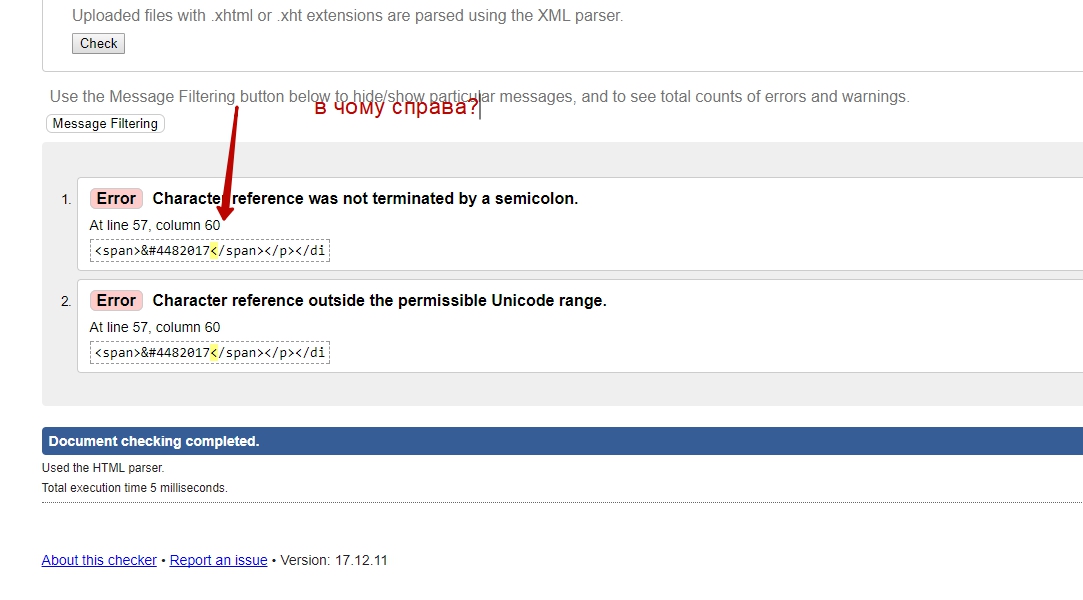 Uploaded files with .xhtml or .xht extensions are parsed using the XML parser.
Check
Use the Message Filtering button below to hide/show particular messages, and to see total counts of errors and warnings.
в чому справа?
Message Filtering
1. Error Character reference was not terminated by a semicolon.
At line 57, column 60
<span>&#4482017</span></p></di
2. Error Character reference outside the permissible Unicode range.
At line 57, column 60
<span>&#4482017</span></p></di
Document checking completed.
Used the HTML parser.
Total execution time 5 milliseconds.
About this checker • Report an issue • Version: 17.12.11